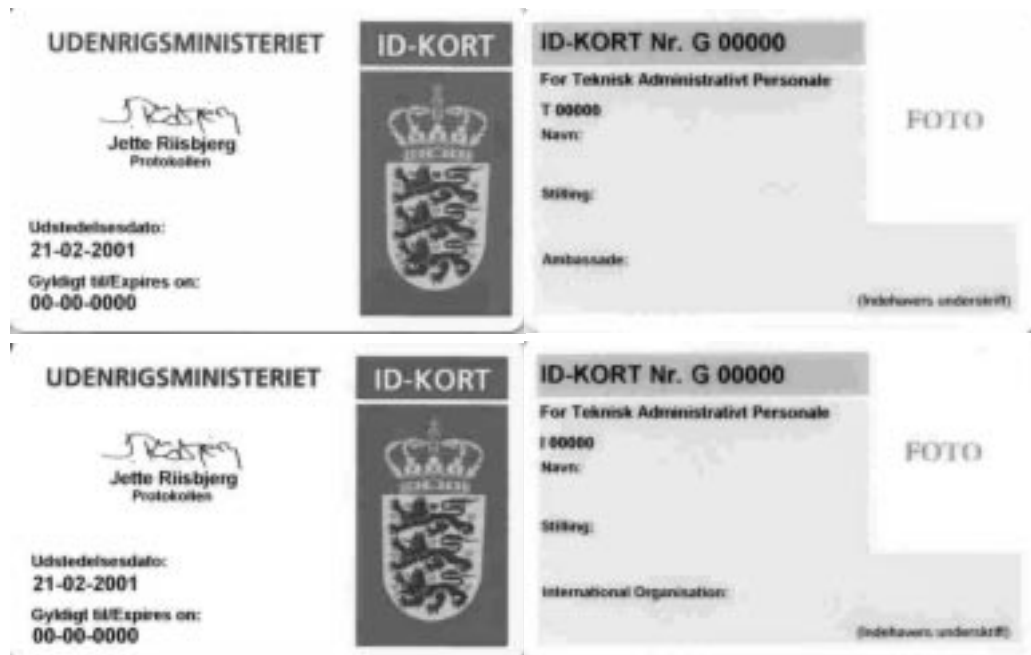 UDENRIGSMINISTERIET
ID-KORT
Jette Riisbjerg
Protokollen
Udstedelsesdato:
21-02-2001
Gyldigt til/Expires on:
00-00-0000
ID-KORT Nr. G 00000
For Teknisk Administrativt Personale
T 00000
Navn:
FOTO
Stilling:
Ambassade:
(Indehavers underskrift)
UDENRIGSMINISTERIET
ID-KORT
Jette Riisbjerg
Protokollen
Udstedelsesdato:
21-02-2001
Gyldigt til/Expires on:
00-00-0000
ID-KORT Nr. G 00000
For Teknisk Administrativt Personale
I 00000
Navn:
FOTO
Stilling:
International Organisation:
(Indehavers underskrift)